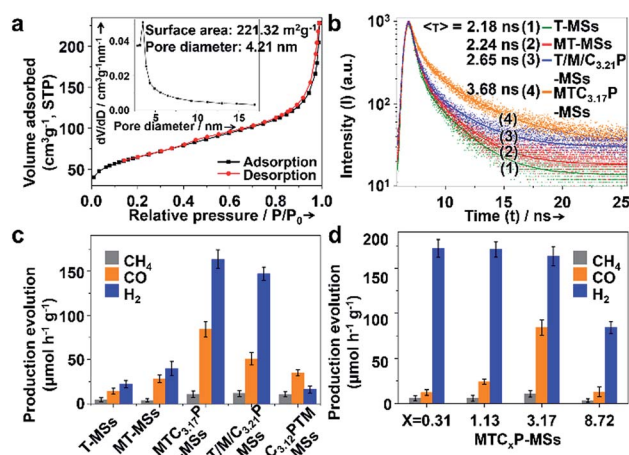 a
Surface area: 221.32 m²g⁻¹
Pore diameter: 4.21 nm
dV/dD / cm³g⁻¹nm⁻¹
0.04
0.02
0.0
5 10 15
Pore diameter / nm→
Volume adsorbed
(cm³g⁻¹, STP)
200
150
100
50
Adsorption
Desorption
0.0 0.2 0.4 0.6 0.8 1.0
Relative pressure / P/P₀→
b
<τ> = 2.18 ns (1) T-MSs
2.24 ns (2) MT-MSs
2.65 ns (3) T/M/C₃.₂₁P
-MSs
3.68 ns (4) MTC₃.₁₇P
-MSs
(4)
(3)
(2)
(1)
Intensity (I) (a.u.)
10³
10²
10¹
10 15 20 25
Time (t) / ns→
c
CH₄
CO
H₂
Production evolution
(μmol h⁻¹ g⁻¹)
150
100
50
0
T-MSs
MT-MSs
MTC₃.₁₇P
MSs
T/M/C₃.₂₁P
MSs
C₃.₁₂PTM
MSs
d
CH₄
CO
H₂
Production evolution
(μmol h⁻¹ g⁻¹)
200
150
100
50
0
X=0.31 1.13 3.17 8.72
MTCₓP-MSs